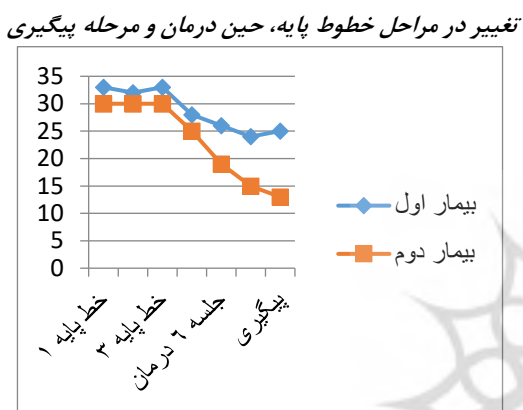 تغییر در مراحل خطوط پایه، حین درمان و مرحله پیگیری
35
30
25
20
15
10
5
0
خط پایه ۱
خط پایه ۳
جلسه ۶ درمان
پیگیری
بیمار اول
بیمار دوم